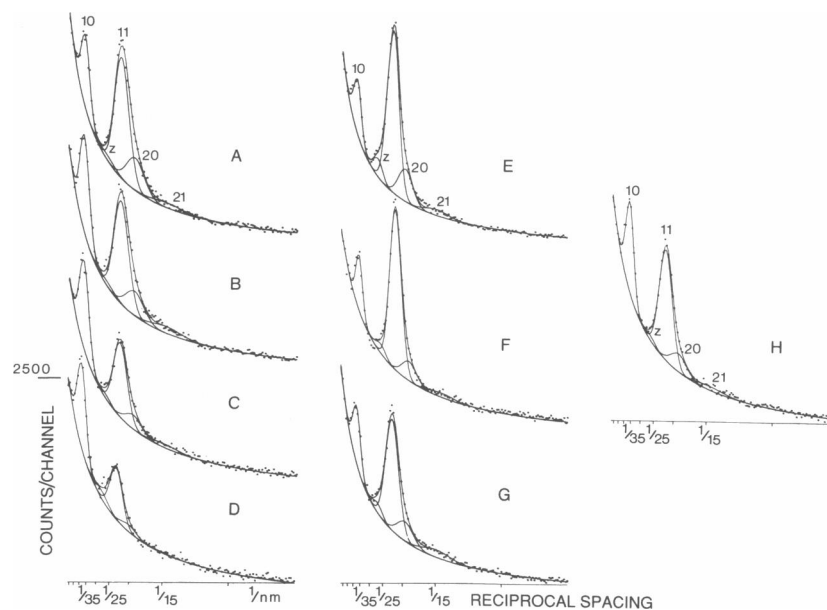 10
11
z
20
21
A
B
C
D
2500
COUNTS/CHANNEL
1/35 1/25 1/15 1/nm
10
z
20
21
E
F
G
1/35 1/25 1/15
RECIPROCAL SPACING
10
11
z
20
21
H
1/35 1/25 1/15